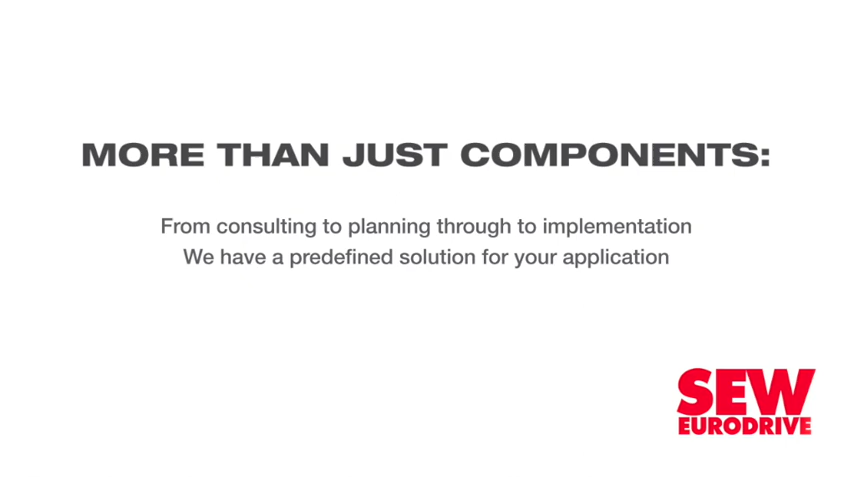 MORE THAN JUST COMPONENTS:
From consulting to planning through to implementation
We have a predefined solution for your application
SEW
EURODRIVE